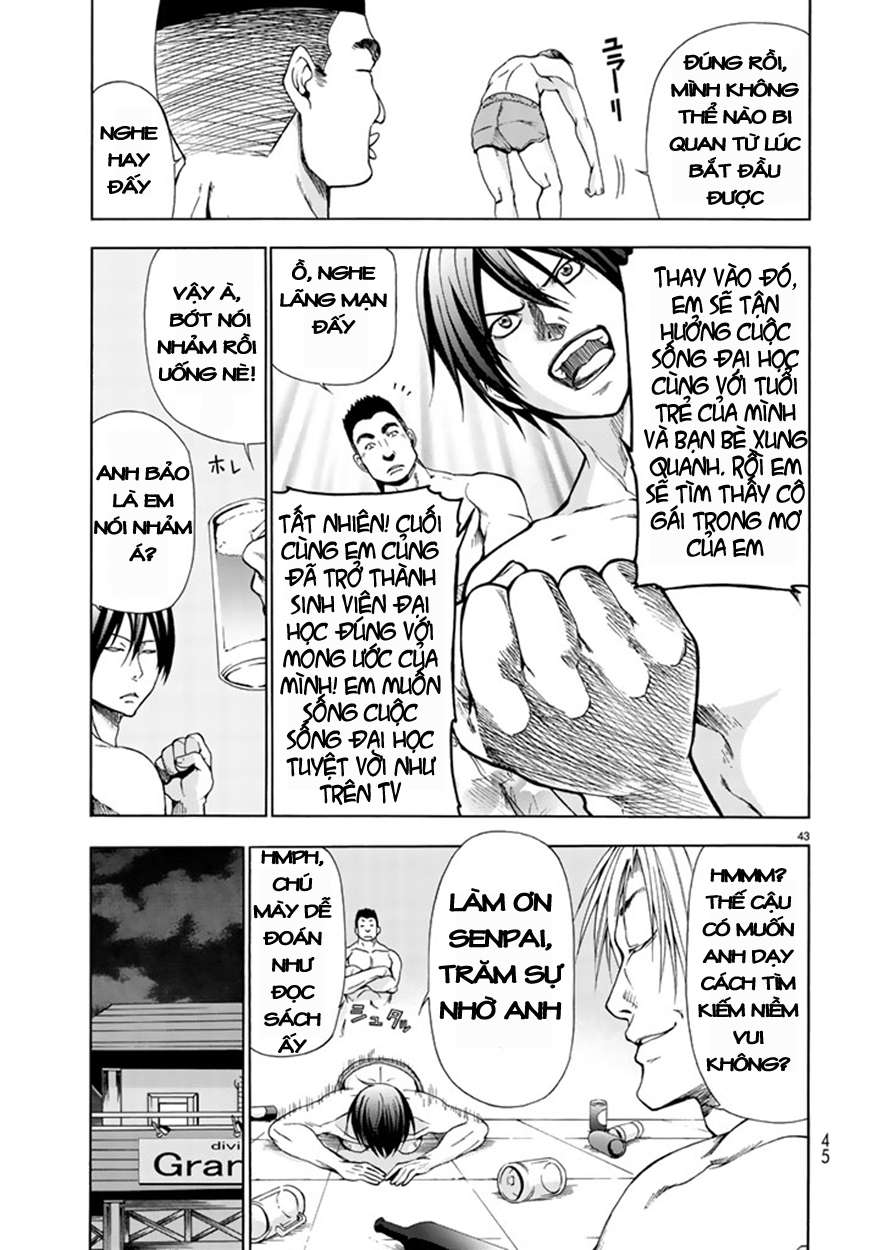 ĐÚNG RỒI,
MÌNH KHÔNG
THỂ NÀO BI
QUAN TỪ LÚC
BẮT ĐẦU
ĐƯỢC
ユラーリ
NGHE
HAY
ĐẤY
THAY VÀO ĐÓ,
EM SẼ TẬN
HƯỞNG CUỘC
SỐNG ĐẠI HỌC
CÙNG VỚI TUỔI
TRẺ CỦA MÌNH
VÀ BẠN BÈ XUNG
QUANH. RỒI EM
SẼ TÌM THẤY CÔ
GÁI TRONG MƠ
CỦA EM
Ồ, NGHE
LÃNG MẠN
ĐẤY
TẤT NHIÊN! CUỐI
CÙNG EM CỦNG
ĐÃ TRỞ THÀNH
SINH VIÊN ĐẠI
HỌC ĐÚNG VỚI
MONG ƯỚC CỦA
MÌNH! EM MUỐN
SỐNG CUỘC
SỐNG ĐẠI HỌC
TUYỆT VỜI NHƯ
TRÊN TV
VẬY À,
BỚT NÓI
NHẢM RỒI
UỐNG NÈ!
ホレ
ANH BẢO
LÀ EM
NÓI NHẢM
Á?
43
HMMM?
THẾ CẬU
CÓ MUỐN
ANH DẠY
CÁCH TÌM
KIẾM NIỀM
VUI
KHÔNG?
LÀM ƠN
SENPAI,
TRĂM SỰ
NHỜ ANH
HMPH,
CHÚ
MÀY DỄ
ĐOÁN
NHƯ
ĐỌC
SÁCH
ẤY
シュタッ
divi
Gran
45